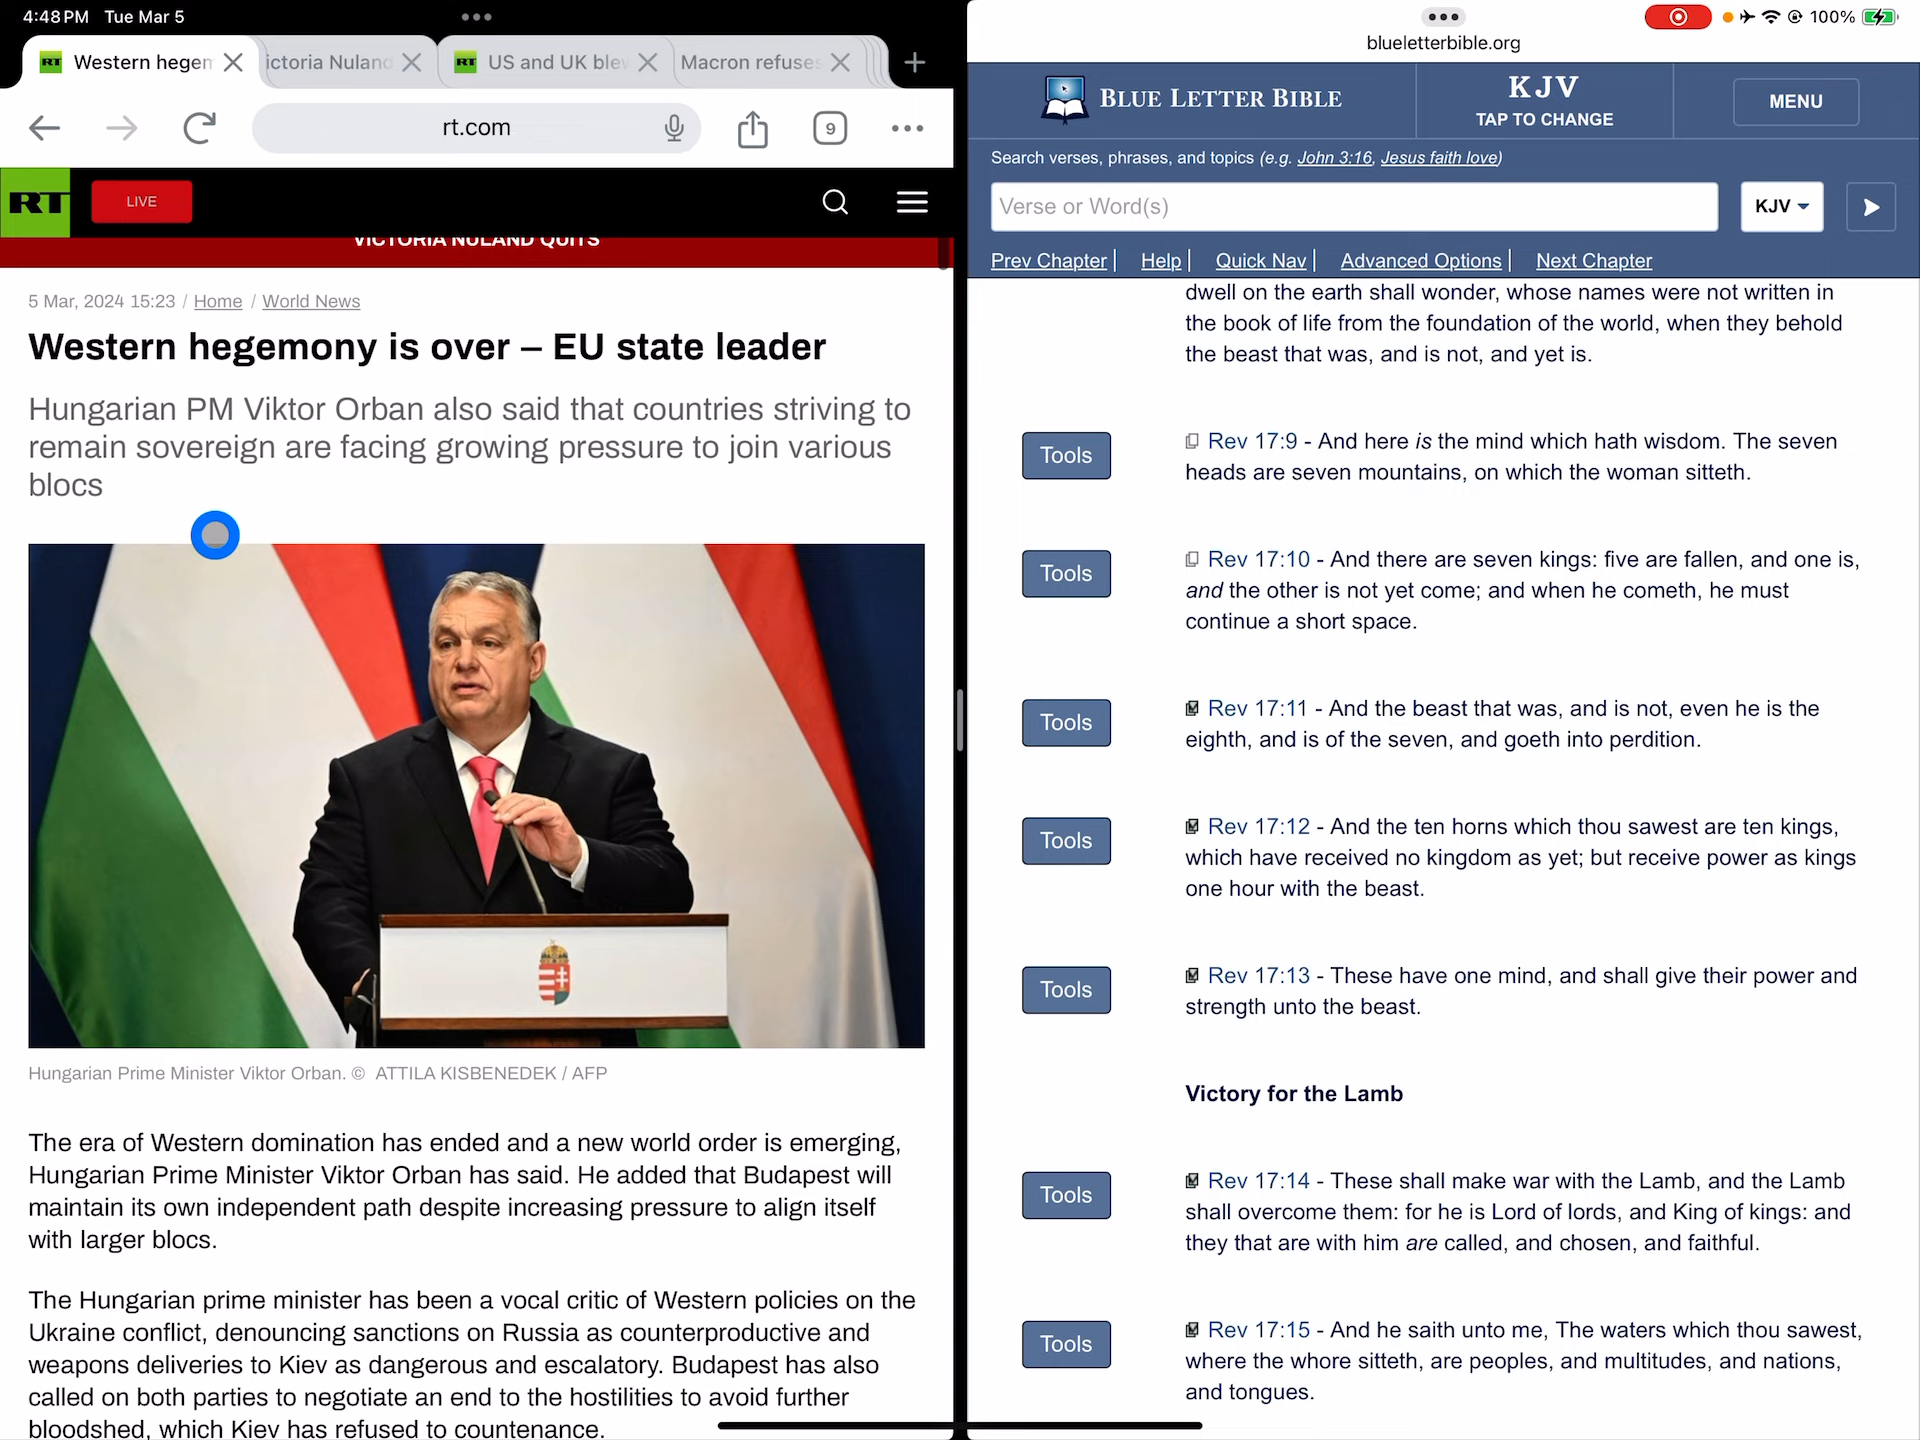 4:48 PM Tue Mar 5
Western hegem
ictoria Nuland
RT US and UK blev
Macron refuses
rt.com
9
RT
LIVE
VICTORIA NULAND QUITS
5 Mar, 2024 15:23 / Home / World News
Western hegemony is over – EU state leader
Hungarian PM Viktor Orban also said that countries striving to
remain sovereign are facing growing pressure to join various
blocs
Hungarian Prime Minister Viktor Orban. © ATTILA KISBENEDEK / AFP
The era of Western domination has ended and a new world order is emerging,
Hungarian Prime Minister Viktor Orban has said. He added that Budapest will
maintain its own independent path despite increasing pressure to align itself
with larger blocs.
The Hungarian prime minister has been a vocal critic of Western policies on the
Ukraine conflict, denouncing sanctions on Russia as counterproductive and
weapons deliveries to Kiev as dangerous and escalatory. Budapest has also
called on both parties to negotiate an end to the hostilities to avoid further
bloodshed, which Kiev has refused to countenance.
100%
blueletterbible.org
BLUE LETTER BIBLE
KJV
TAP TO CHANGE
MENU
Search verses, phrases, and topics (e.g. John 3:16, Jesus faith love)
Verse or Word(s)
KJV
Prev Chapter | Help | Quick Nav | Advanced Options | Next Chapter
dwell on the earth shall wonder, whose names were not written in
the book of life from the foundation of the world, when they behold
the beast that was, and is not, and yet is.
Tools
Rev 17:9 - And here is the mind which hath wisdom. The seven
heads are seven mountains, on which the woman sitteth.
Tools
Rev 17:10 - And there are seven kings: five are fallen, and one is,
and the other is not yet come; and when he cometh, he must
continue a short space.
Tools
Rev 17:11 - And the beast that was, and is not, even he is the
eighth, and is of the seven, and goeth into perdition.
Tools
Rev 17:12 - And the ten horns which thou sawest are ten kings,
which have received no kingdom as yet; but receive power as kings
one hour with the beast.
Tools
Rev 17:13 - These have one mind, and shall give their power and
strength unto the beast.
Victory for the Lamb
Tools
Rev 17:14 - These shall make war with the Lamb, and the Lamb
shall overcome them: for he is Lord of lords, and King of kings: and
they that are with him are called, and chosen, and faithful.
Tools
Rev 17:15 - And he saith unto me, The waters which thou sawest,
where the whore sitteth, are peoples, and multitudes, and nations,
and tongues.